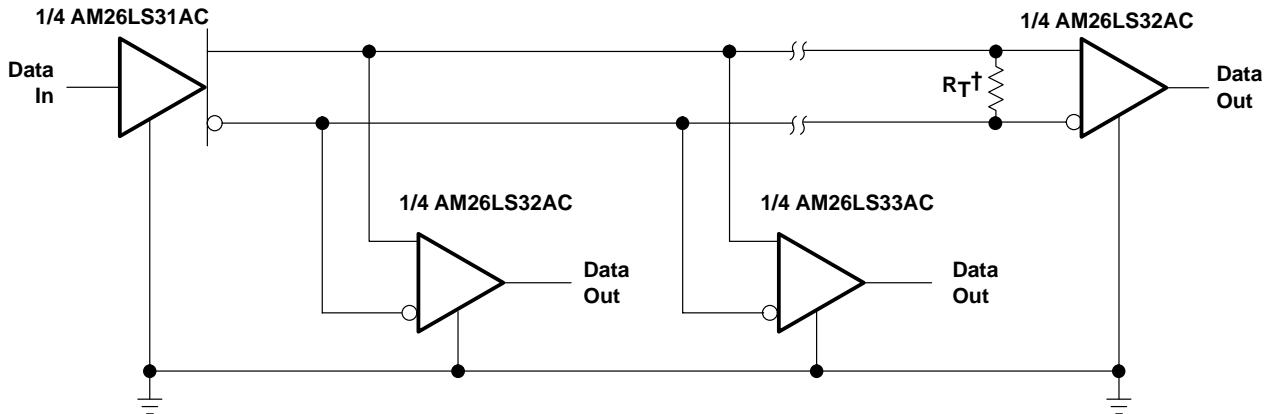 1/4 AM26LS31AC
1/4 AM26LS32AC
Data
In
RT†
Data
Out
1/4 AM26LS32AC
1/4 AM26LS33AC
Data
Out
Data
Out